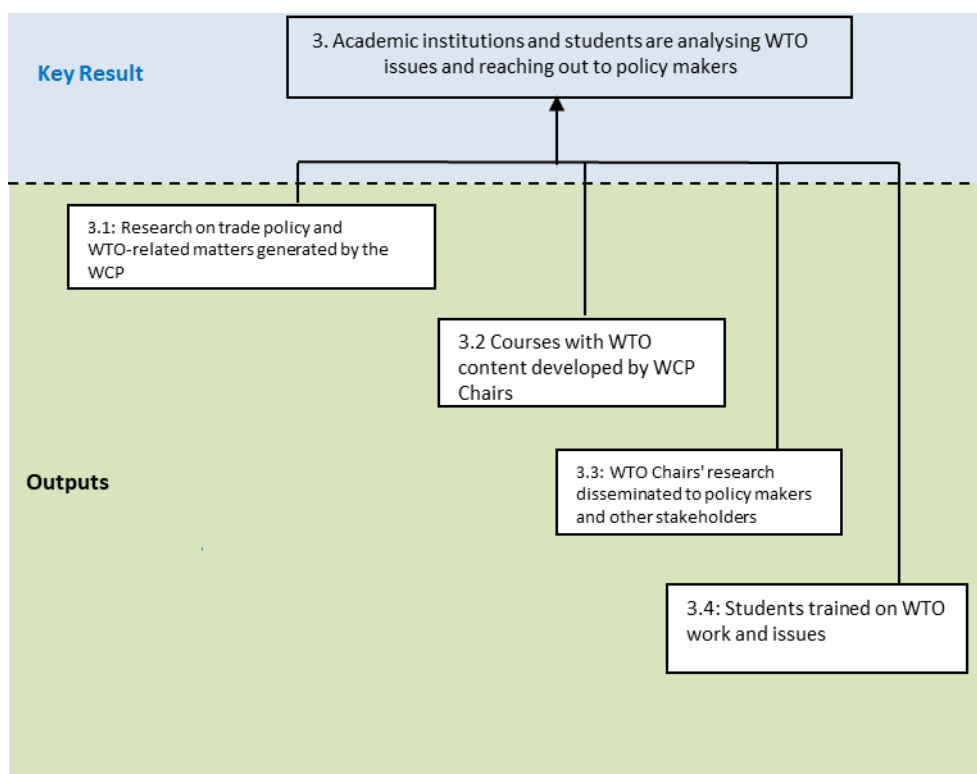 3. Academic institutions and students are analysing WTO
issues and reaching out to policy makers
Key Result
3.1: Research on trade policy and
WTO-related matters generated by the
WCP
3.2 Courses with WTO
content developed by WCP
Chairs
3.3: WTO Chairs' research
disseminated to policy makers
and other stakeholders
Outputs
3.4: Students trained on WTO
work and issues